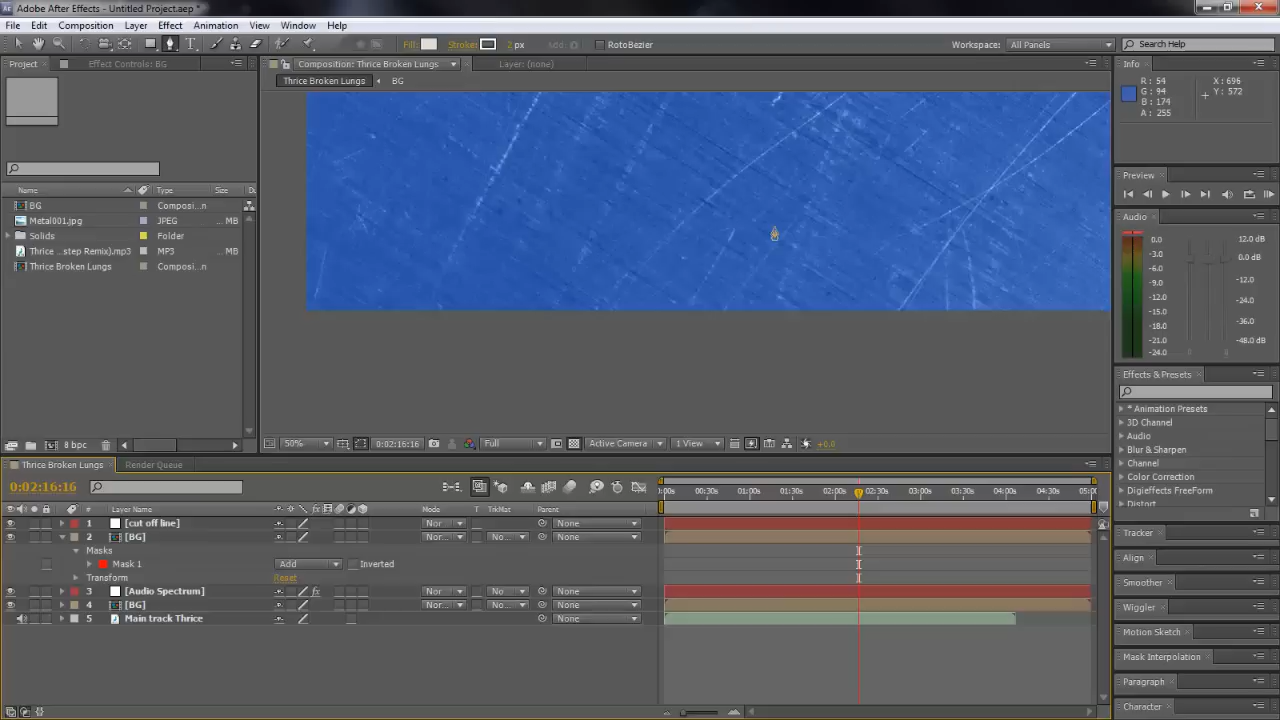 Adobe After Effects - Untitled Project.aep *
File Edit Composition Layer Effect Animation View Window Help
Fill: Stroke: 2 px Add: RotoBezier Workspace: All Panels Search Help
Project Effect Controls: BG
Composition: Thrice Broken Lungs Layer: (none)
Thrice Broken Lungs BG
Name Type Size
BG Composi...n
Metal001.jpg JPEG ... MB
Solids Folder
Thrice ...step Remix).mp3 MP3 ... MB
Thrice Broken Lungs Composi...n
8 bpc
50% 0:02:16:16 Full Active Camera 1 View +0.0
Info
R: 54
G: 94
B: 174
A: 255
X: 696
Y: 572
Preview
Audio
0.0
-3.0
-6.0
-9.0
-12.0
-15.0
-18.0
-21.0
-24.0
12.0 dB
0.0 dB
-12.0
-24.0
-36.0
-48.0 dB
Effects & Presets
* Animation Presets
3D Channel
Audio
Blur & Sharpen
Channel
Color Correction
Digieffects FreeForm
Distort
Tracker
Align
Smoother
Wiggler
Motion Sketch
Mask Interpolation
Paragraph
Character
Thrice Broken Lungs Render Queue
0:02:16:16
:00s 00:30s 01:00s 01:30s 02:00s 02:30s 03:00s 03:30s 04:00s 04:30s 05:0
# Layer Name Mode T TrkMat Parent
1 [cut off line] Nor... None
2 [BG] Nor... No... None
Masks
Mask 1 Add Inverted
Transform Reset
3 [Audio Spectrum] Nor No None
4 [BG] Nor... No... None
5 Main track Thrice None